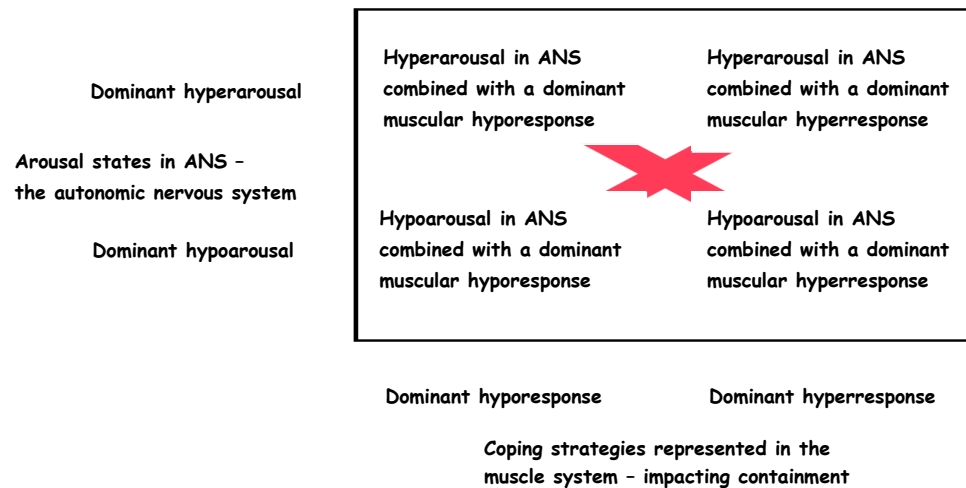 Hyperarousal in ANS
combined with a dominant
muscular hyporesponse
Hyperarousal in ANS
combined with a dominant
muscular hyperresponse
Dominant hyperarousal
Arousal states in ANS –
the autonomic nervous system
Hypoarousal in ANS
combined with a dominant
muscular hyporesponse
Hypoarousal in ANS
combined with a dominant
muscular hyperresponse
Dominant hypoarousal
Dominant hyporesponse
Dominant hyperresponse
Coping strategies represented in the
muscle system – impacting containment